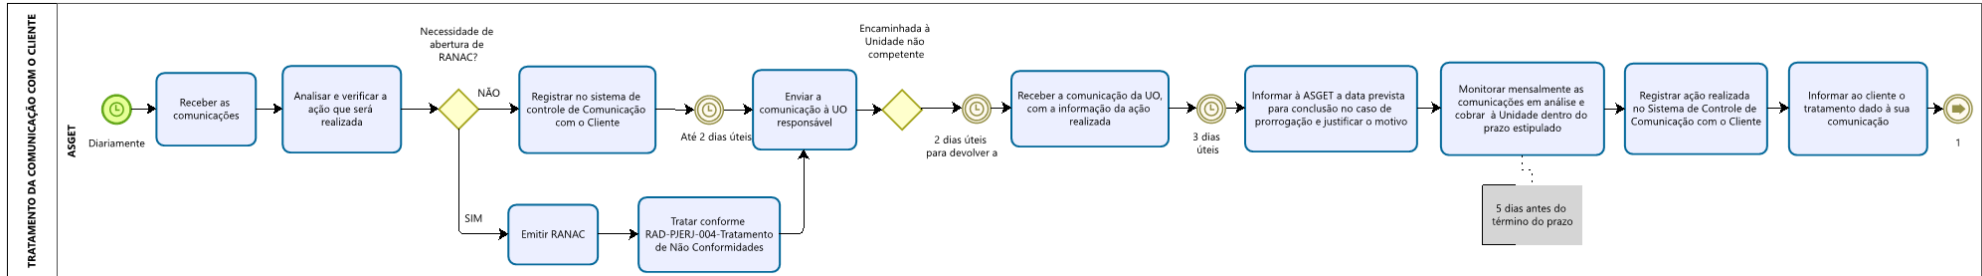 TRATAMENTO DA COMUNICAÇÃO COM O CLIENTE
ASGET
Diariamente
Receber as
comunicações
Analisar e verificar a
ação que será
realizada
Necessidade de
abertura de
RANAC?
NÃO
SIM
Registrar no sistema de
controle de Comunicação
com o Cliente
Até 2 dias úteis
Emitir RANAC
Tratar conforme
RAD-PJERJ-004-Tratamento
de Não Conformidades
Enviar a
comunicação à UO
responsável
Encaminhada à
Unidade não
competente
2 dias úteis
para devolver a
Receber a comunicação da UO,
com a informação da ação
realizada
3 dias
úteis
Informar à ASGET a data prevista
para conclusão no caso de
prorrogação e justificar o motivo
Monitorar mensalmente as
comunicações em análise e
cobrar à Unidade dentro do
prazo estipulado
5 dias antes do
término do prazo
Registrar ação realizada
no Sistema de Controle de
Comunicação com o Cliente
Informar ao cliente o
tratamento dado à sua
comunicação
1